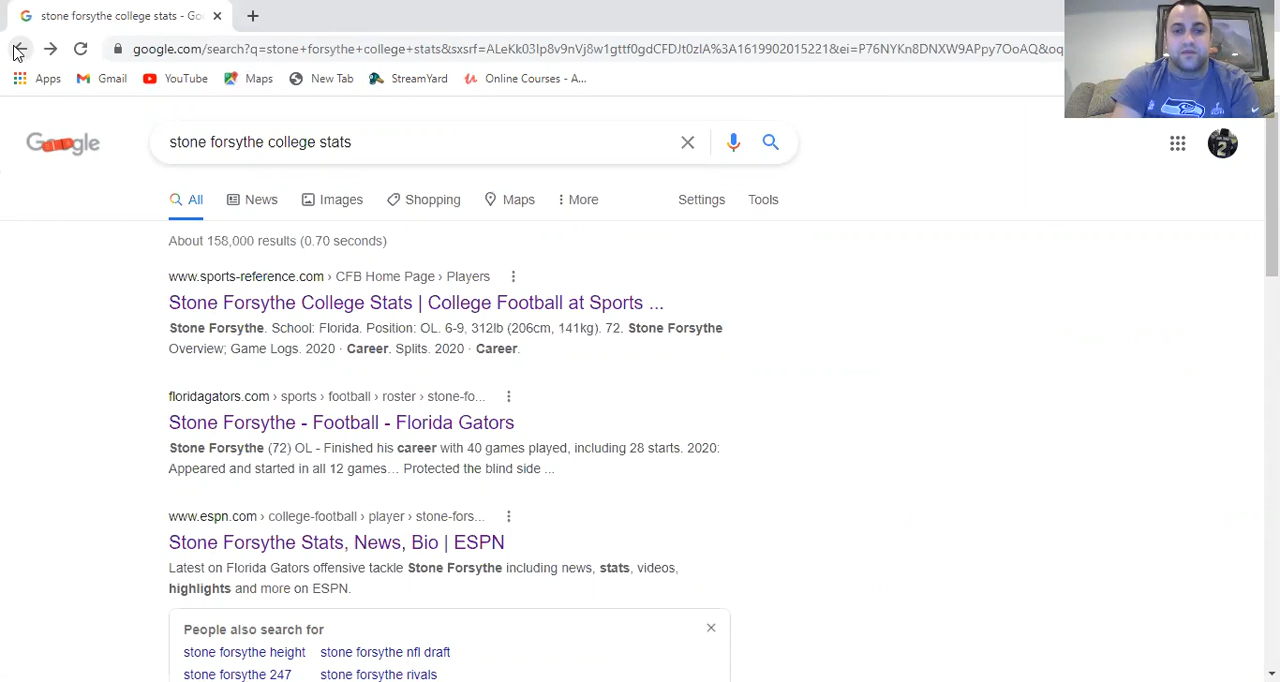 stone forsythe college stats - Go
google.com/search?q=stone+forsythe+college+stats&sxsrf=ALeKk03Ip8v9nVj8w1gttf0gdCFDJt0zIA%3A1619902015221&ei=P76NYKn8DNXW9APpy7OoAQ&oq
Apps Gmail YouTube Maps New Tab StreamYard Online Courses - A...
Google stone forsythe college stats
All News Images Shopping Maps More Settings Tools
About 158,000 results (0.70 seconds)
www.sports-reference.com › CFB Home Page › Players
Stone Forsythe College Stats | College Football at Sports ...
Stone Forsythe. School: Florida. Position: OL. 6-9, 312lb (206cm, 141kg). 72. Stone Forsythe
Overview; Game Logs. 2020 · Career. Splits. 2020 · Career.
floridagators.com › sports › football › roster › stone-fo...
Stone Forsythe - Football - Florida Gators
Stone Forsythe (72) OL - Finished his career with 40 games played, including 28 starts. 2020:
Appeared and started in all 12 games... Protected the blind side ...
www.espn.com › college-football › player › stone-fors...
Stone Forsythe Stats, News, Bio | ESPN
Latest on Florida Gators offensive tackle Stone Forsythe including news, stats, videos,
highlights and more on ESPN.
People also search for
stone forsythe height stone forsythe nfl draft
stone forsythe 247 stone forsythe rivals